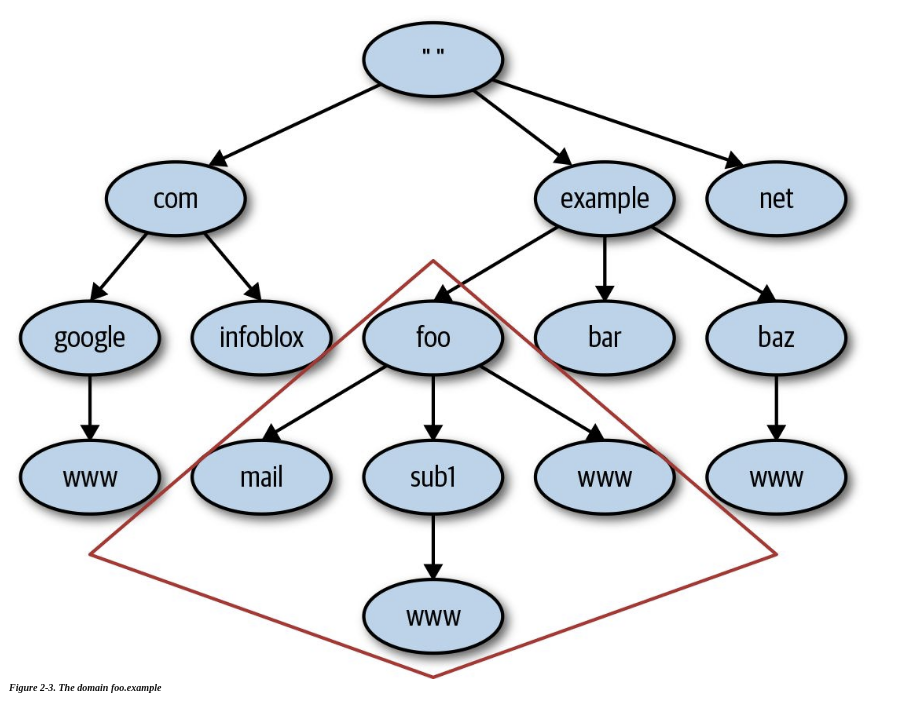 " "
com
example
net
google
infoblox
foo
bar
baz
www
mail
sub1
www
www
www
Figure 2-3. The domain foo.example